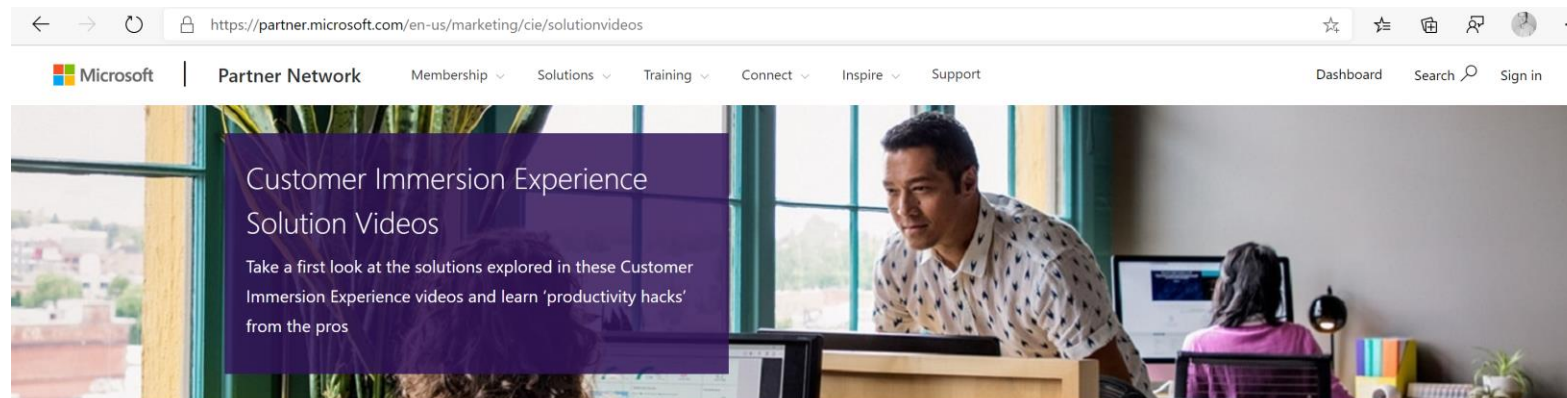 https://partner.microsoft.com/en-us/marketing/cie/solutionvideos
Microsoft | Partner Network Membership Solutions Training Connect Inspire Support Dashboard Search Sign in
Customer Immersion Experience
Solution Videos
Take a first look at the solutions explored in these Customer
Immersion Experience videos and learn ‘productivity hacks’
from the pros